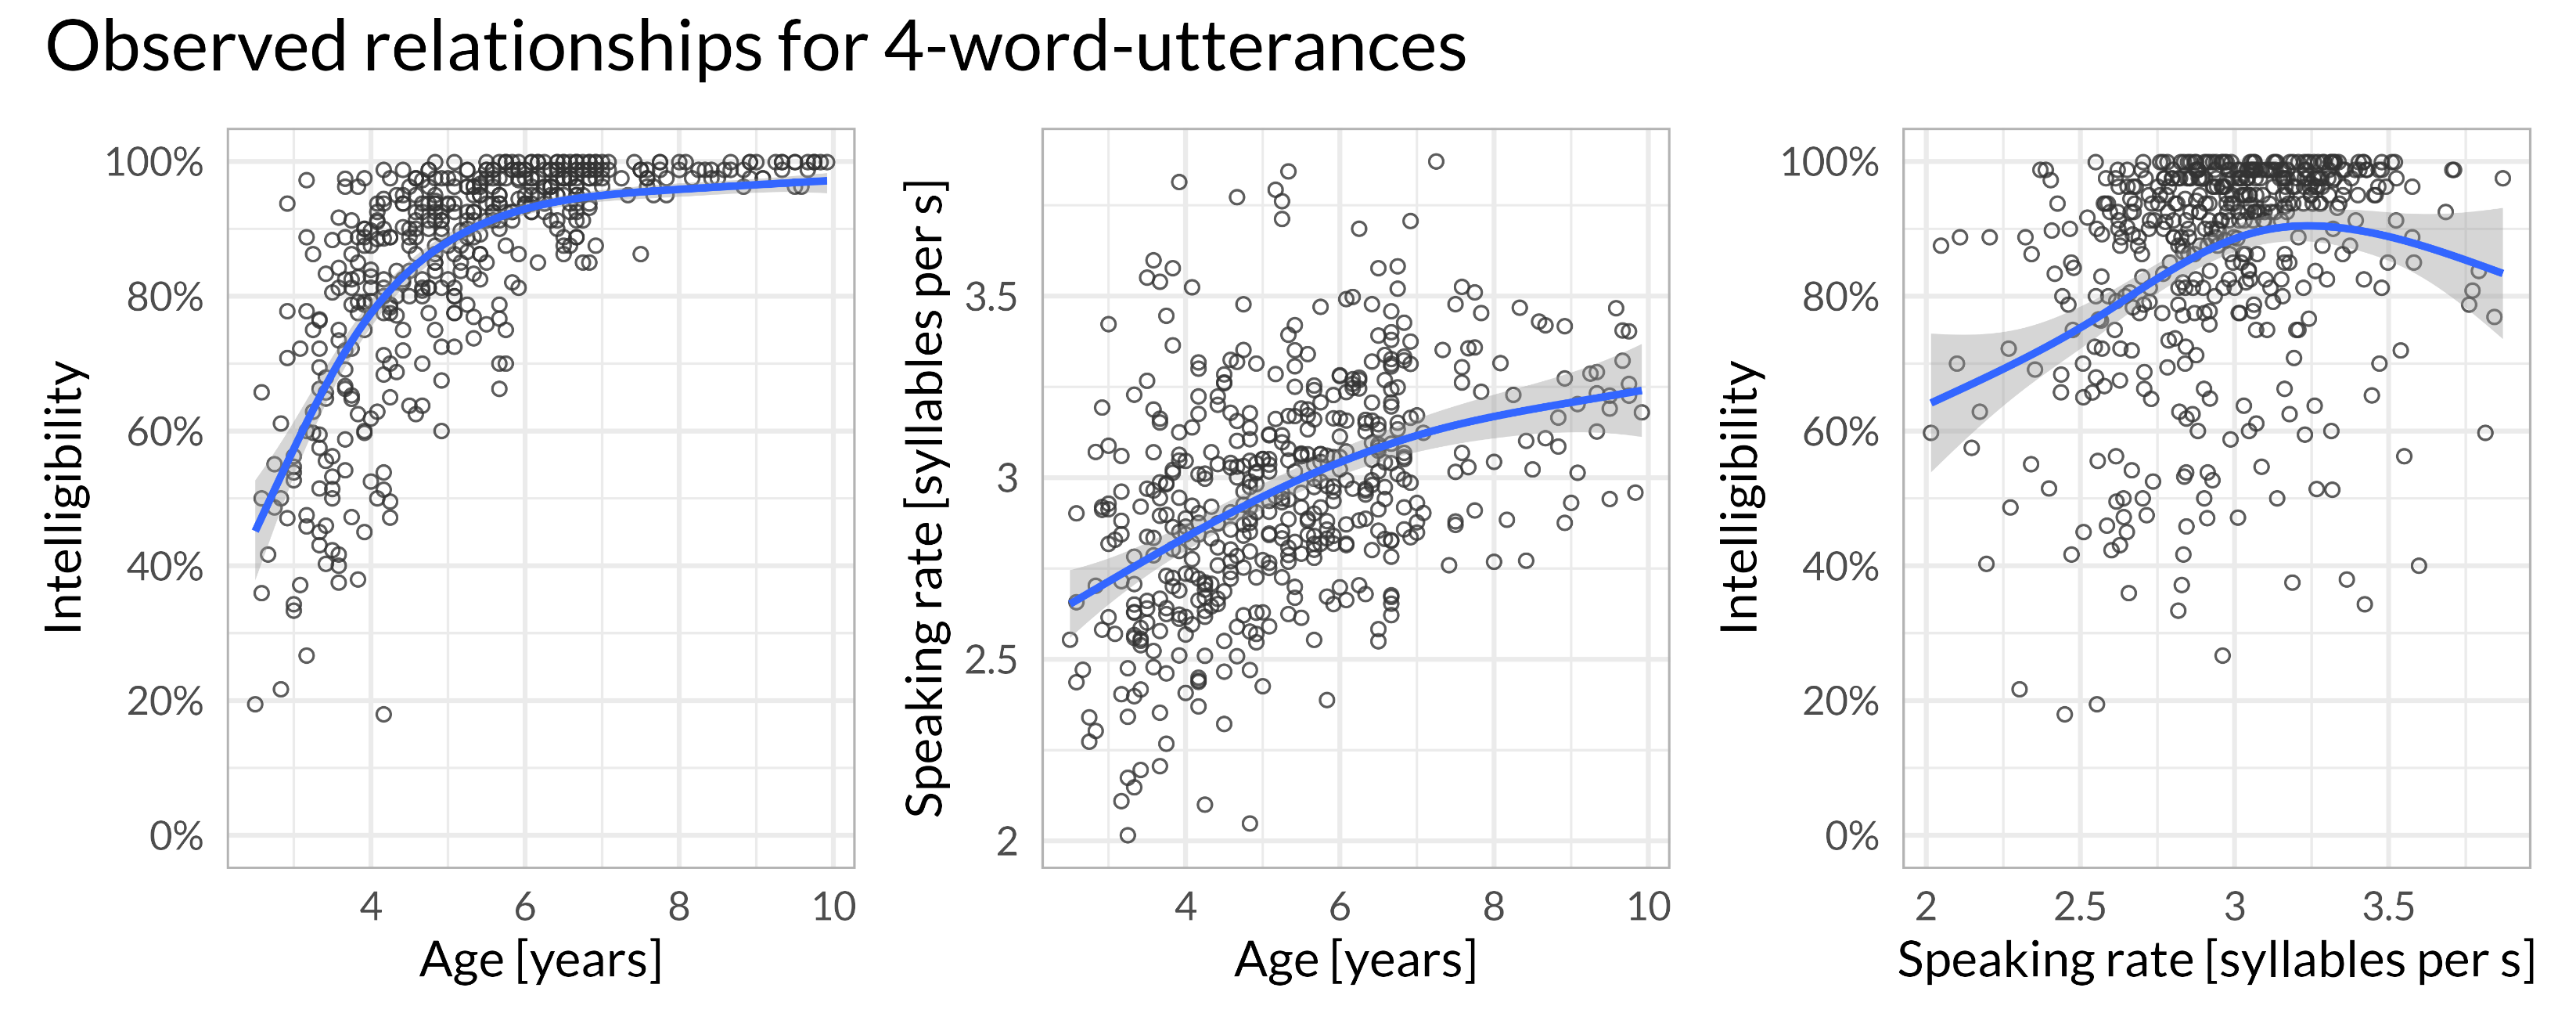 Observed relationships for 4-word-utterances
Intelligibility
100%
80%
60%
40%
20%
0%
4 6 8 10
Age [years]
Speaking rate [syllables per s]
3.5
3
2.5
2
4 6 8 10
Age [years]
Intelligibility
100%
80%
60%
40%
20%
0%
2 2.5 3 3.5
Speaking rate [syllables per s]